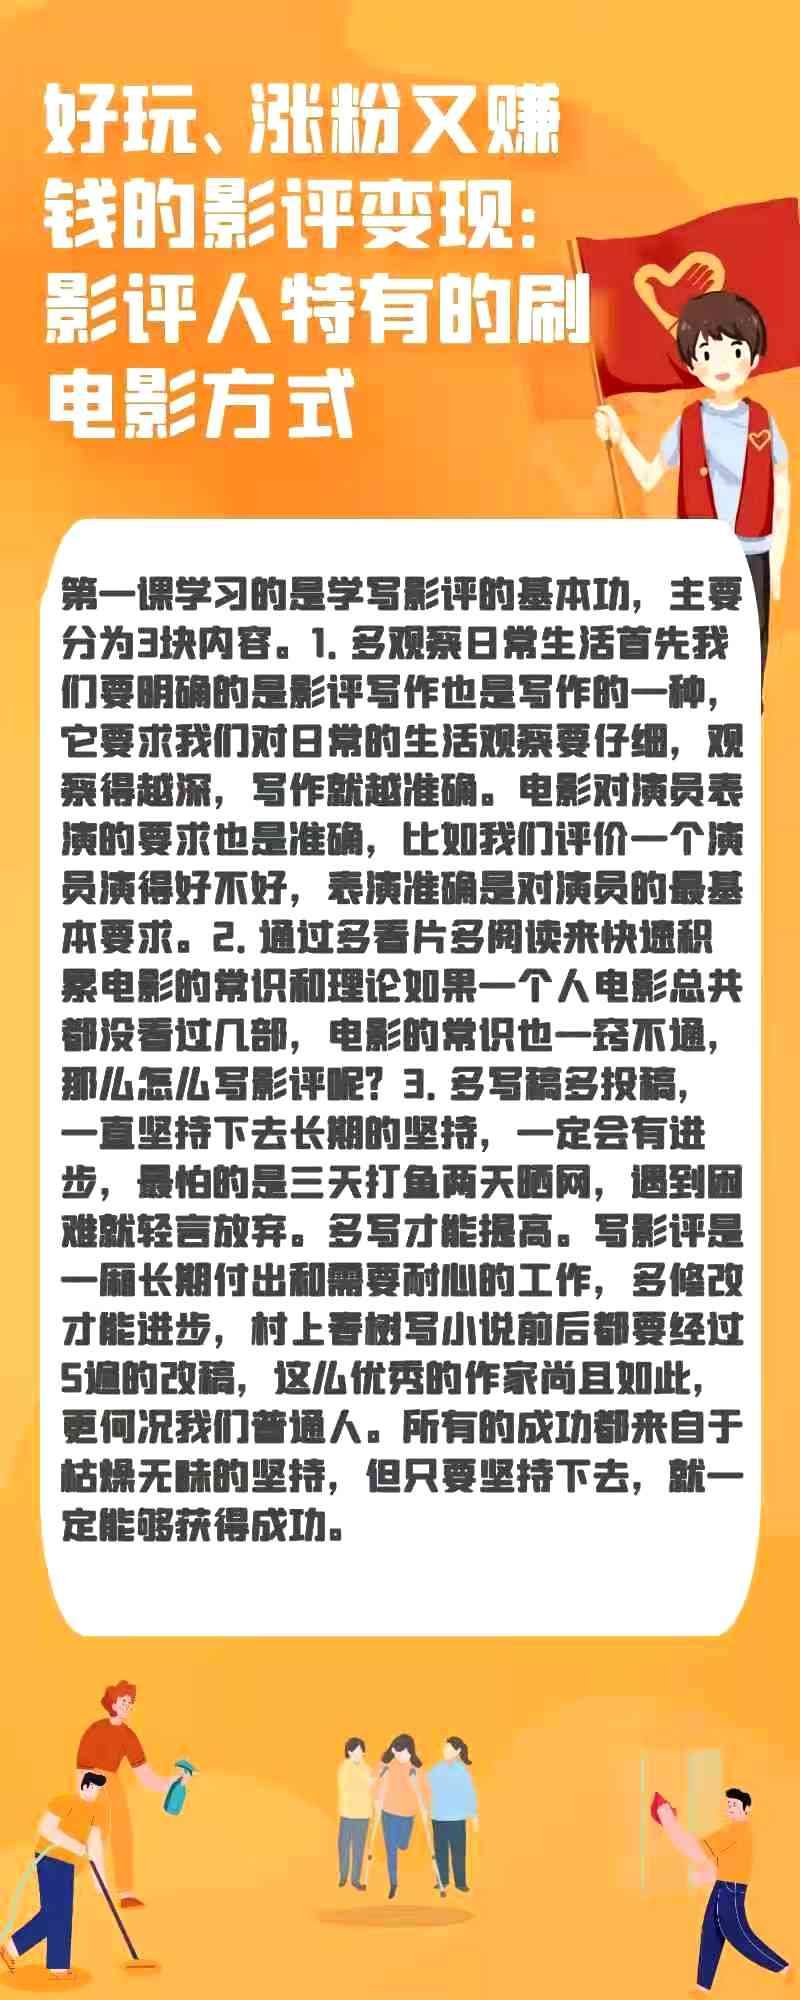 好玩、涨粉又赚
钱的影评变现：
影评人特有的刷
电影方式
第一课学习的是学写影评的基本功，主要
分为3块内容。1. 多观察日常生活首先我
们要明确的是影评写作也是写作的一种，
它要求我们对日常的生活观察要仔细，观
察得越深，写作就越准确。电影对演员表
演的要求也是准确，比如我们评价一个演
员演得好不好，表演准确是对演员的最基
本要求。2. 通过多看片多阅读来快速积
累电影的常识和理论如果一个人电影总共
都没看过几部，电影的常识也一窍不通，
那么怎么写影评呢？3. 多写稿多投稿，
一直坚持下去长期的坚持，一定会有进
步，最怕的是三天打鱼两天晒网，遇到困
难就轻言放弃。多写才能提高。写影评是
一厢长期付出和需要耐心的工作，多修改
才能进步，村上春树写小说前后都要经过
5遍的改稿，这么优秀的作家尚且如此，
更何况我们普通人。所有的成功都来自于
枯燥无味的坚持，但只要坚持下去，就一
定能够获得成功。